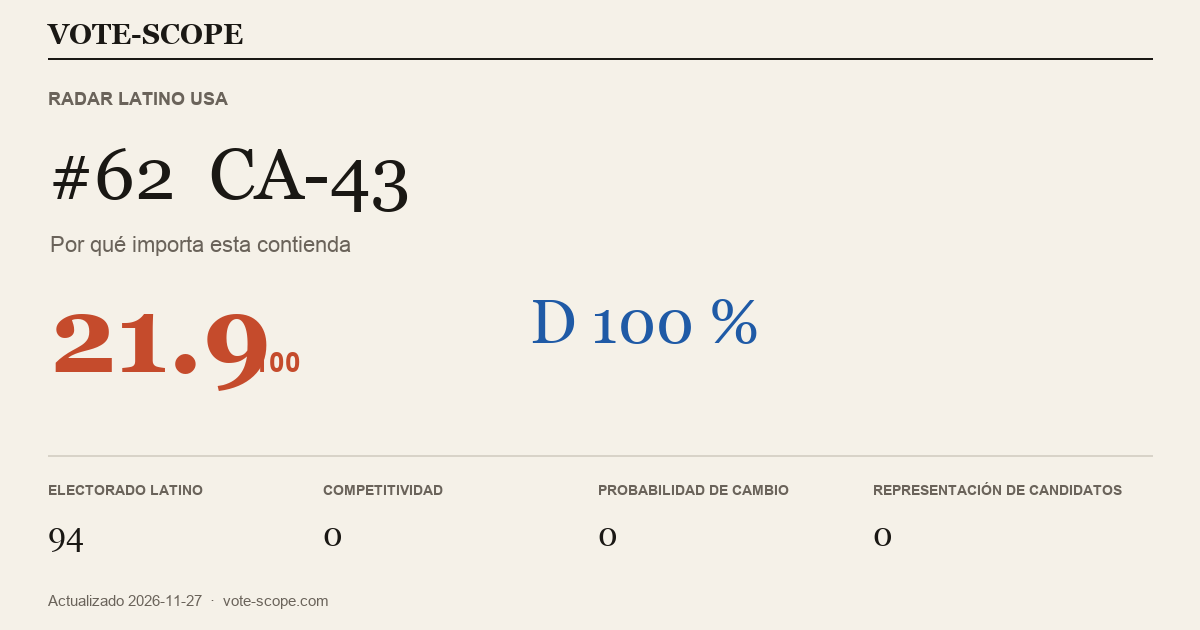 VOTE-SCOPE
RADAR LATINO USA
#62 CA-43
Por qué importa esta contienda
21.9
D 100 %
ELECTORADO LATINO
COMPETITIVIDAD
PROBABILIDAD DE CAMBIO
REPRESENTACIÓN DE CANDIDATOS
94
0
0
0
Actualizado 2026-11-27 · vote-scope.com